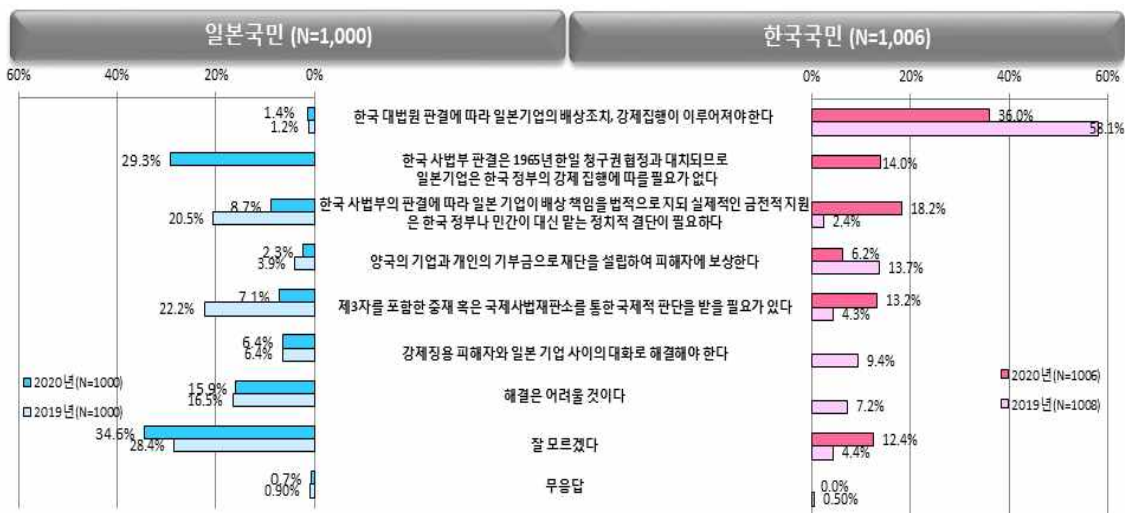 일본국민 (N=1,000)
한국국민 (N=1,006)
60% 40% 20% 0%
0% 20% 40% 60%
1.4%
1.2%
한국 대법원 판결에 따라 일본기업의 배상조치, 강제집행이 이루어져야 한다
36.0%
58.1%
29.3%
한국 사법부 판결은 1965년 한일 청구권 협정과 대치되므로
일본기업은 한국 정부의 강제 집행에 따를 필요가 없다
14.0%
8.7%
20.5%
한국 사법부의 판결에 따라 일본 기업이 배상 책임을 법적으로 지되 실제적인 금전적 지원
은 한국 정부나 민간이 대신 맡는 정치적 결단이 필요하다
18.2%
2.4%
2.3%
3.9%
양국의 기업과 개인의 기부금으로 재단을 설립하여 피해자에 보상한다
6.2%
13.7%
7.1%
22.2%
제3자를 포함한 중재 혹은 국제사법재판소를 통한 국제적 판단을 받을 필요가 있다
13.2%
4.3%
6.4%
6.4%
강제징용 피해자와 일본 기업 사이의 대화로 해결해야 한다
9.4%
2020년(N=1000)
2019년(N=1000)
15.9%
16.5%
해결은 어려울 것이다
7.2%
2020년(N=1006)
2019년(N=1008)
34.6%
28.4%
잘 모르겠다
12.4%
4.4%
0.7%
0.90%
무응답
0.0%
0.50%